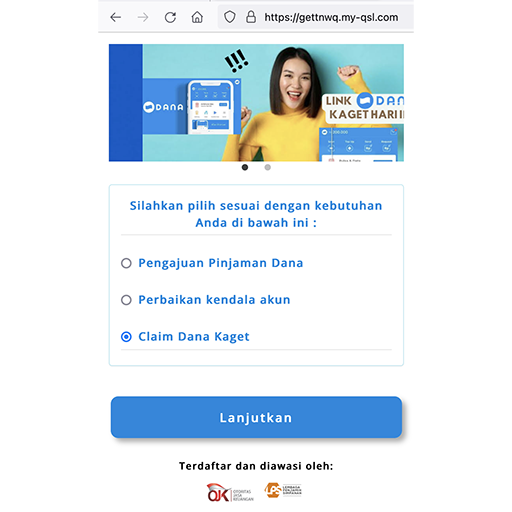 https://gettnwq.my-qsl.com
!!!
DANA
LINK DANA
KAGET HARI I
Silahkan pilih sesuai dengan kebutuhan
Anda di bawah ini :
Pengajuan Pinjaman Dana
Perbaikan kendala akun
Claim Dana Kaget
Lanjutkan
Terdaftar dan diawasi oleh:
OJK OTORITAS
JASA
KEUANGAN
LPS LEMBAGA
PENJAMIN
SIMPANAN